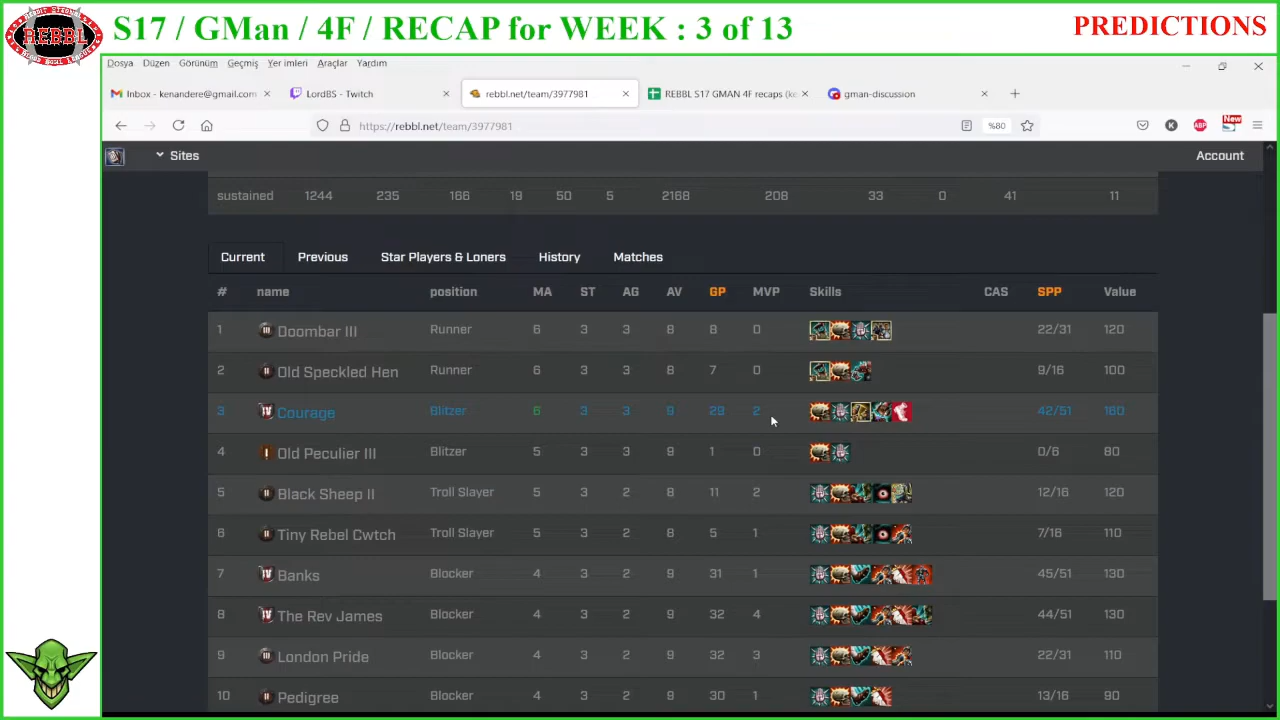 S17 / GMan / 4F / RECAP for WEEK : 3 of 13
PREDICTIONS
REBBL
Dosya Düzen Görünüm Geçmiş Yer imleri Araçlar Yardım
Inbox - kenandere@gmail.com
LordBS - Twitch
rebbl.net/team/3977981
REBBL S17 GMAN 4F recaps (ke
gman-discussion
https://rebbl.net/team/3977981
%80
ABP
New
Sites
Account
sustained 1244 235 166 19 50 5 2168 208 33 0 41 11
Current Previous Star Players & Loners History Matches
# name position MA ST AG AV GP MVP Skills CAS SPP Value
1 Doombar III Runner 6 3 3 8 8 0 22/31 120
2 Old Speckled Hen Runner 6 3 3 8 7 0 9/16 100
3 Courage Blitzer 6 3 3 9 29 2 42/51 160
4 Old Peculier III Blitzer 5 3 3 9 1 0 0/6 80
5 Black Sheep II Troll Slayer 5 3 2 8 11 2 12/16 120
6 Tiny Rebel Cwtch Troll Slayer 5 3 2 8 5 1 7/16 110
7 Banks Blocker 4 3 2 9 31 1 45/51 130
8 The Rev James Blocker 4 3 2 9 32 4 44/51 130
9 London Pride Blocker 4 3 2 9 32 3 22/31 110
10 Pedigree Blocker 4 3 2 9 30 1 13/16 90